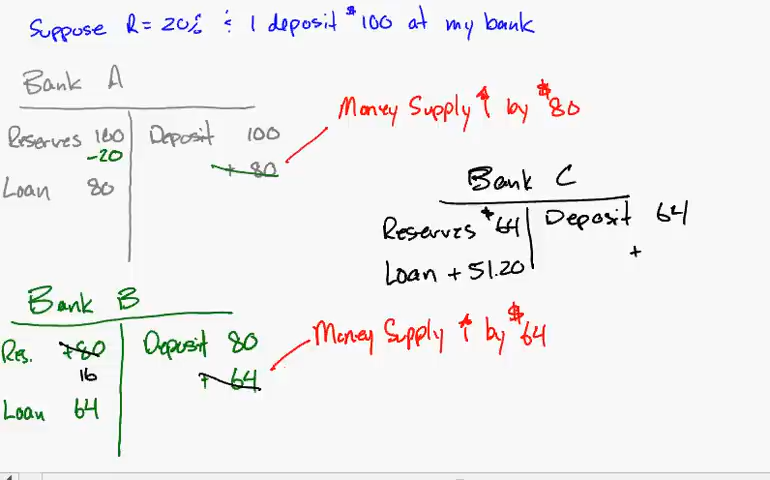 Suppose R = 20% & I deposit $100 at my bank
Bank A
Reserves 100 Deposit 100
-20
+ 80
Loan 80
Money Supply ↑ by $80
Bank C
Reserves $64 Deposit 64
Loan + 51.20 +
Bank B
Res. +80 Deposit 80
16 + 64
Loan 64
Money Supply ↑ by $64